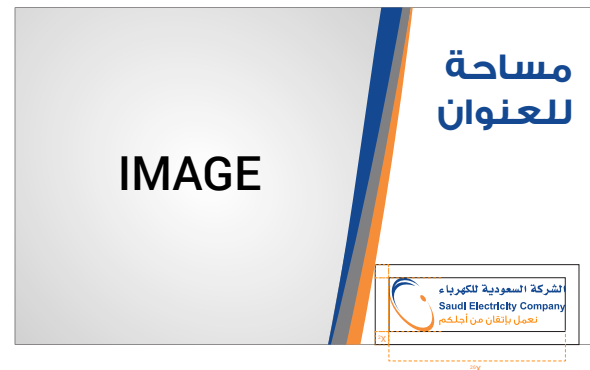 مساحة
للعنوان
IMAGE
الشركة السعودية للكهرباء
Saudi Electricity Company
نعمل بإتقان من أجلكم